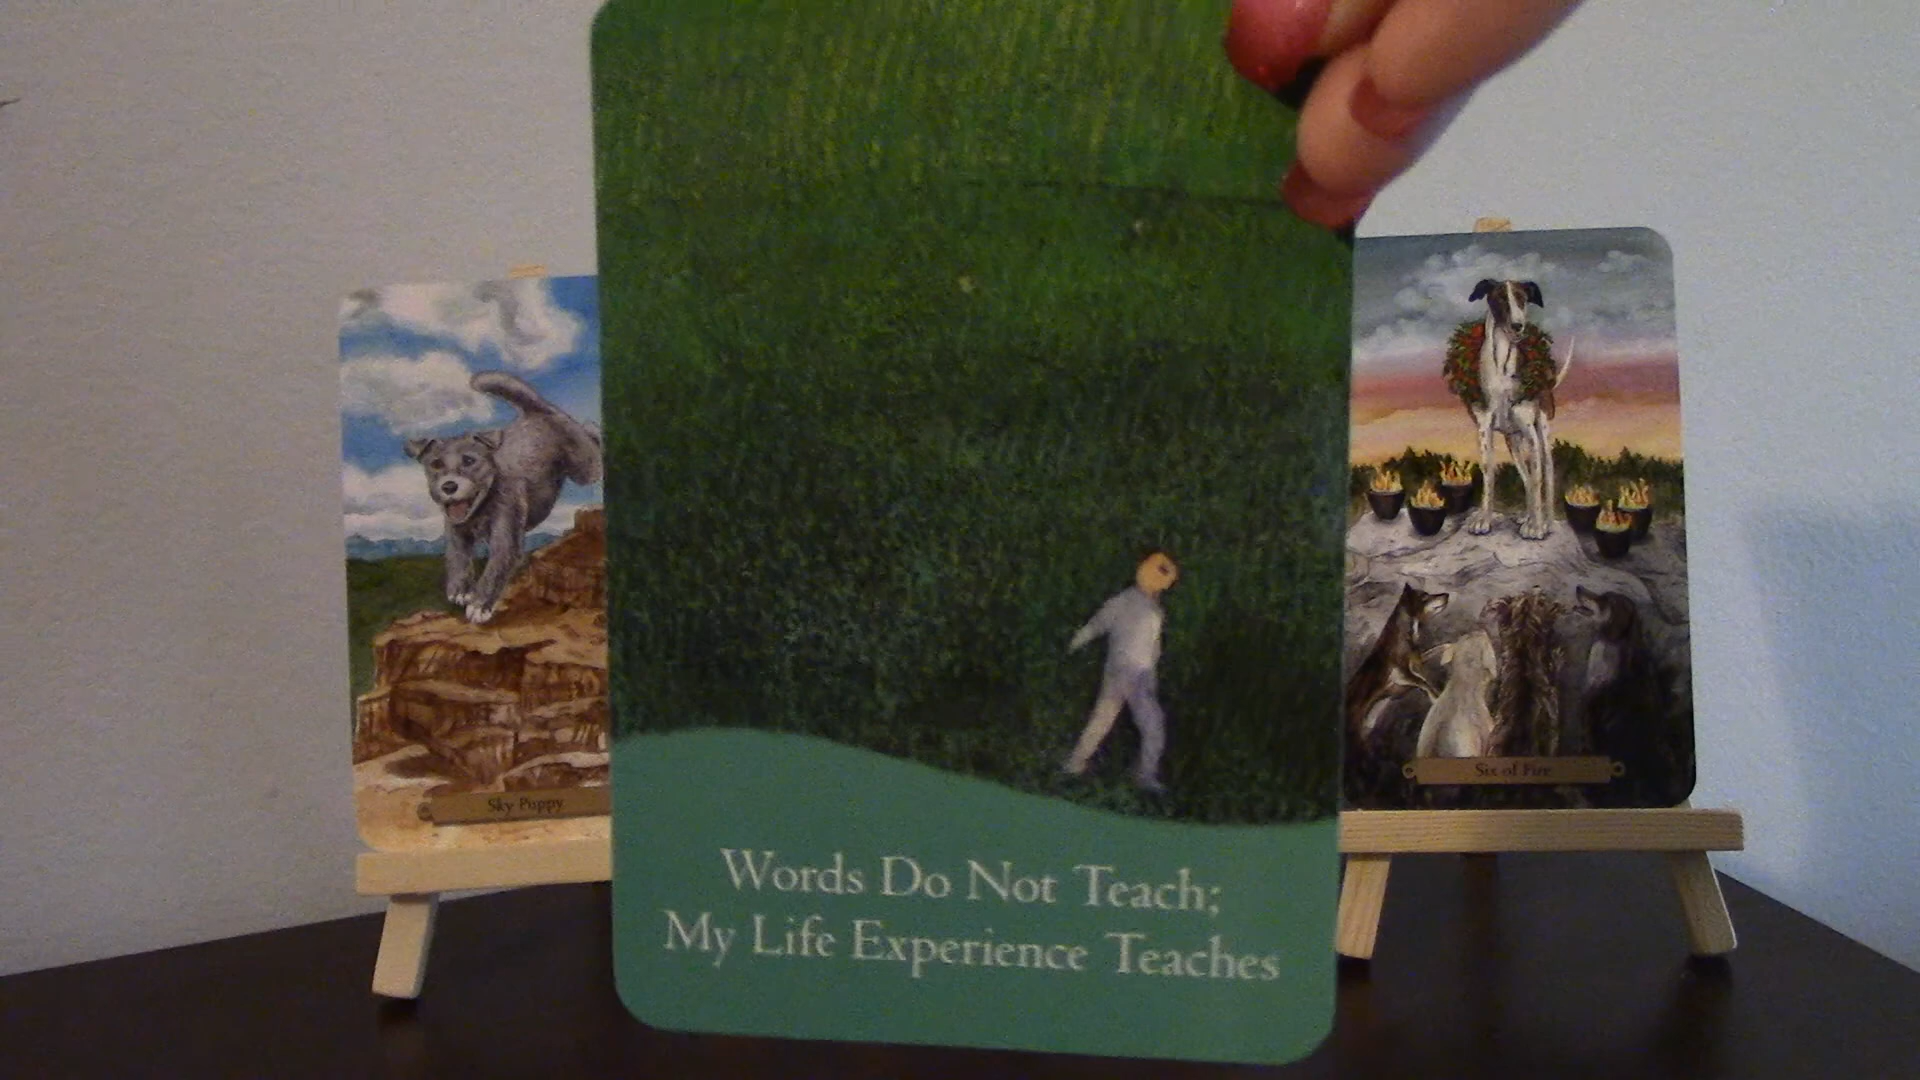 Words Do Not Teach;
My Life Experience Teaches
Sky Puppy
Six of Fire